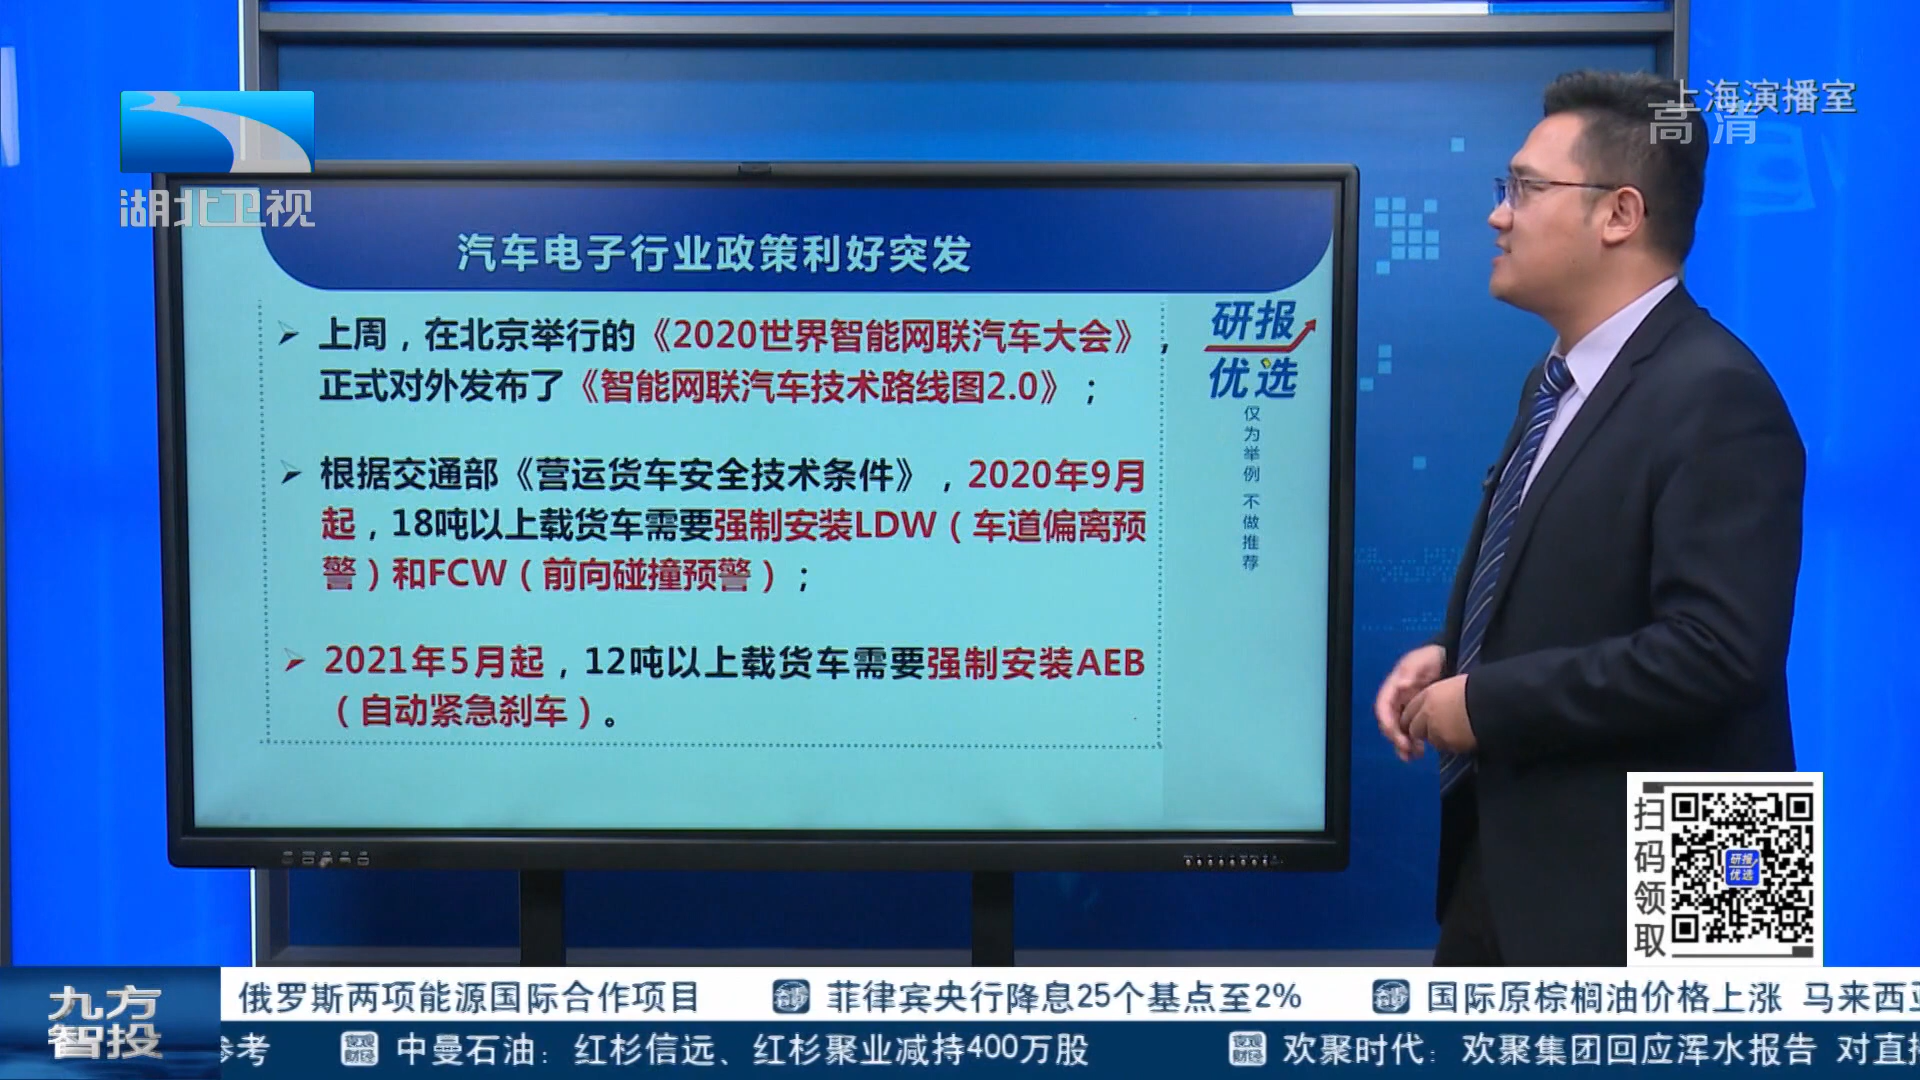 上海演播室
高清
湖北卫视
汽车电子行业政策利好突发
上周，在北京举行的《2020世界智能网联汽车大会》，
正式对外发布了《智能网联汽车技术路线图2.0》；
根据交通部《营运货车安全技术条件》，2020年9月
起，18吨以上载货车需要强制安装LDW（车道偏离预
警）和FCW（前向碰撞预警）；
2021年5月起，12吨以上载货车需要强制安装AEB
（自动紧急刹车）。
研报
优选
仅为举例 不做推荐
扫码领取
研报
优选
九方
智投
俄罗斯两项能源国际合作项目 菲律宾央行降息25个基点至2% 国际原棕榈油价格上涨 马来西亚
参考 中曼石油：红杉信远、红杉聚业减持400万股 欢聚时代：欢聚集团回应浑水报告 对直播